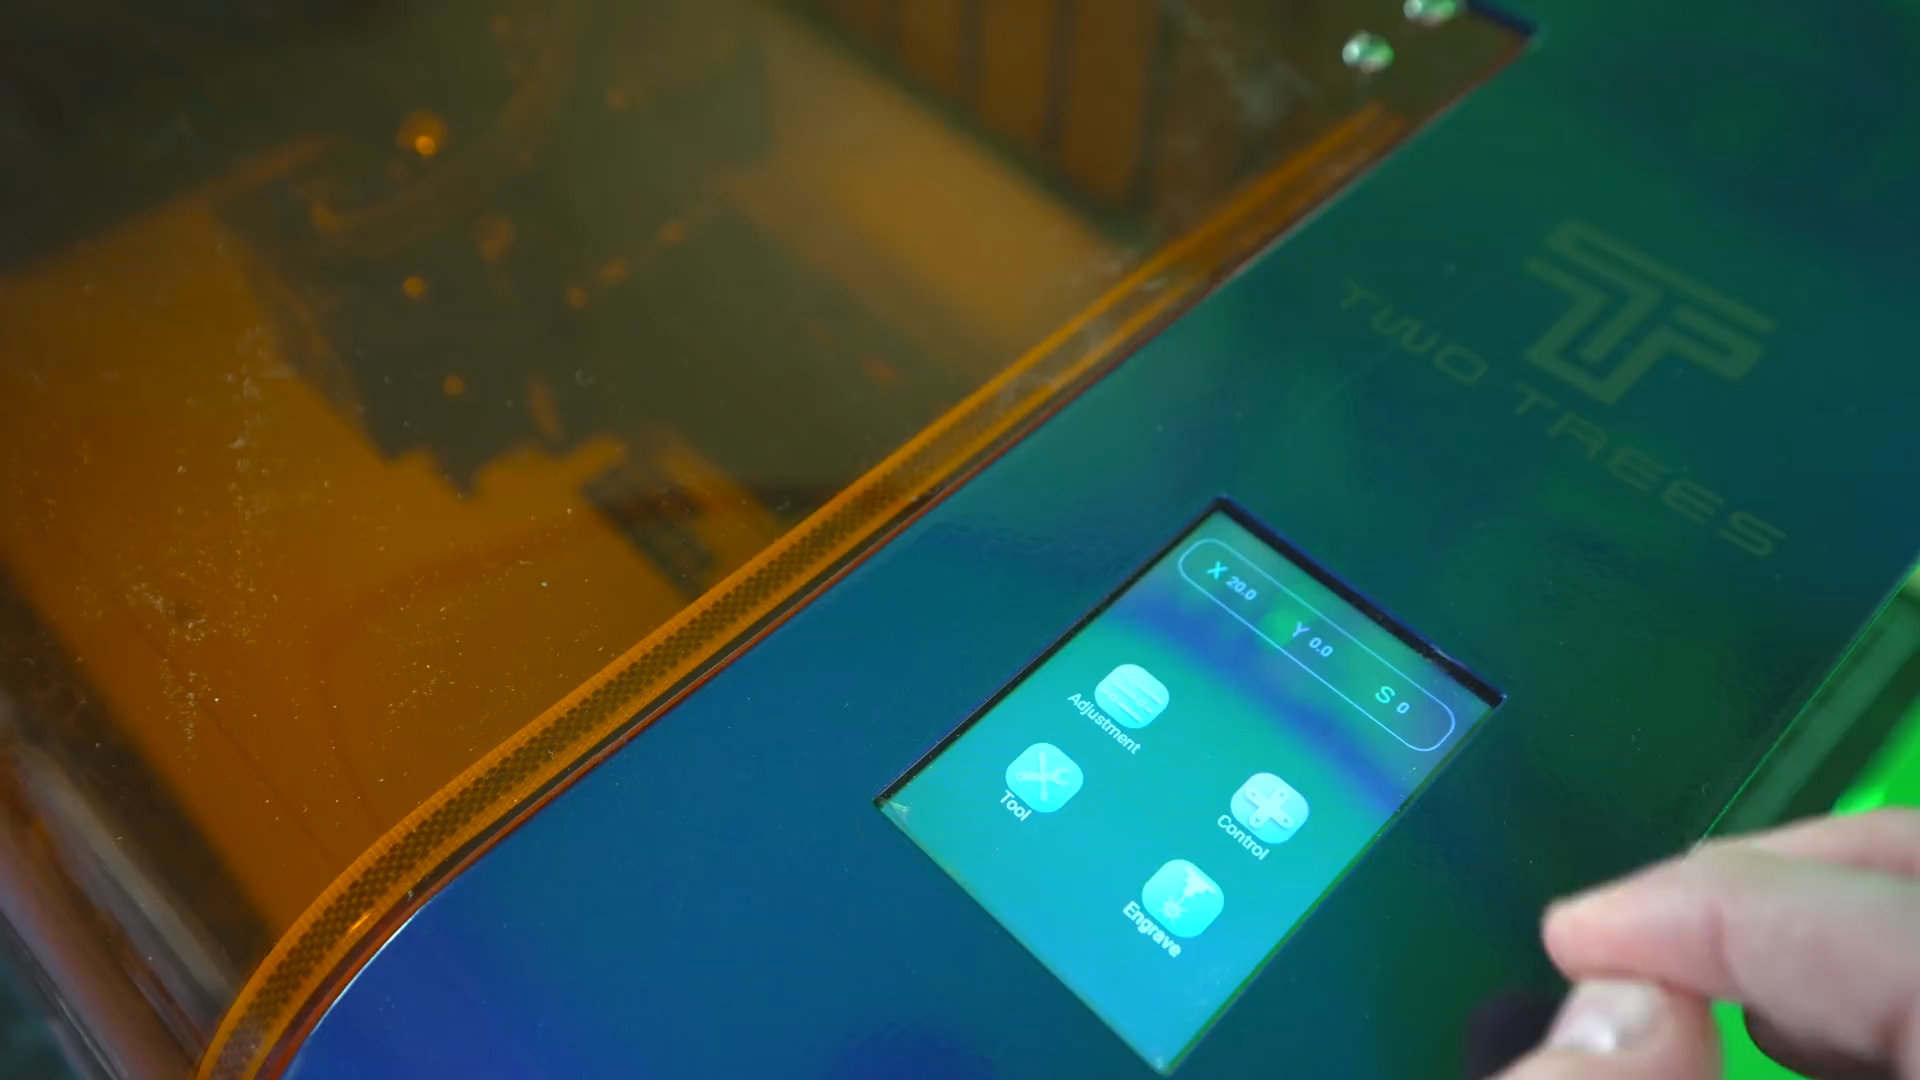 TWO TREES
X 20.0 Y 0.0 S 0
Adjustment
Control
Tool
Engrave